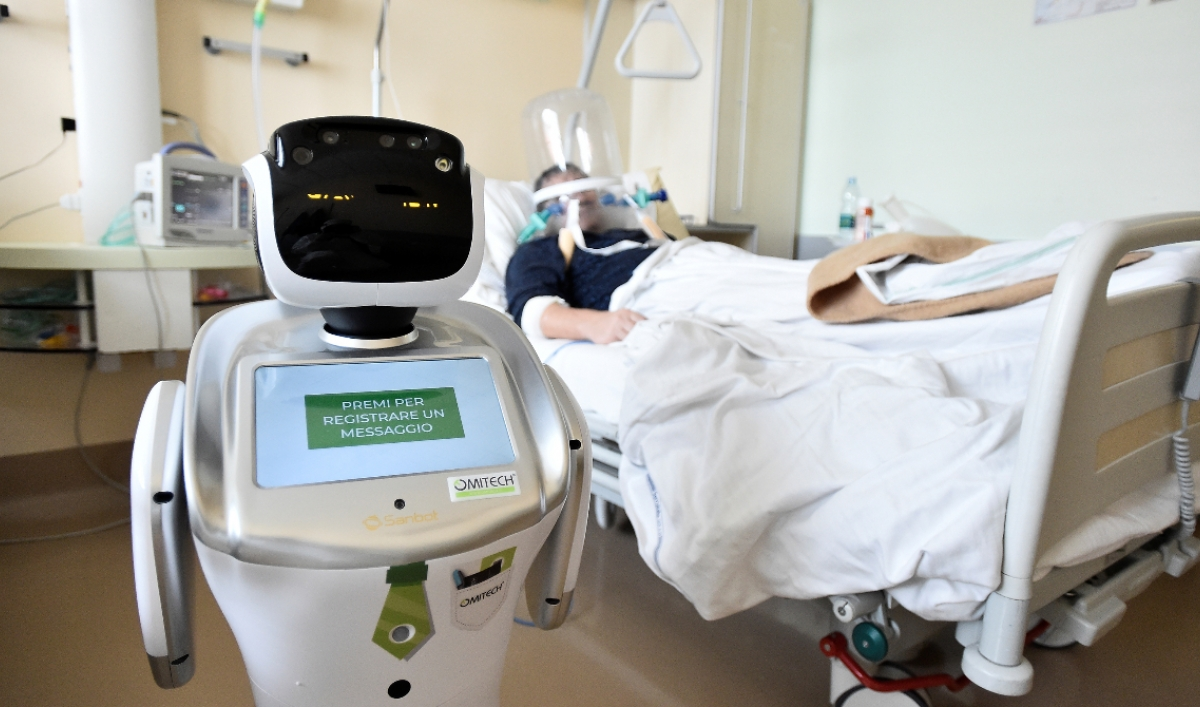 PREMI PER
REGISTRARE UN
MESSAGGIO
OMITECH
Sanbot
OMITECH